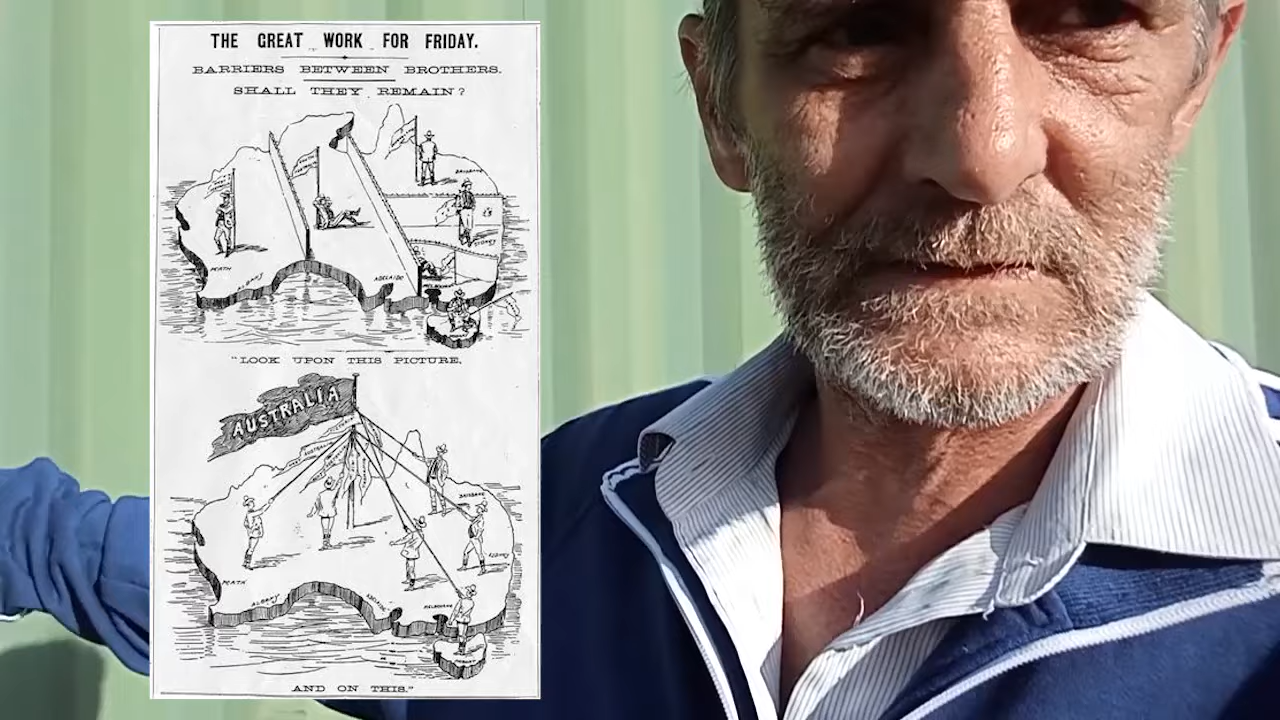 THE GREAT WORK FOR FRIDAY.
BARRIERS BETWEEN BROTHERS.
SHALL THEY REMAIN?
BRISBANE
SYDNEY
PERTH
ALBANY
ADELAIDE
"LOOK UPON THIS PICTURE,
AUSTRALIA
BRISBANE
SYDNEY
PERTH
ALBANY
MELBOURNE
AND ON THIS."